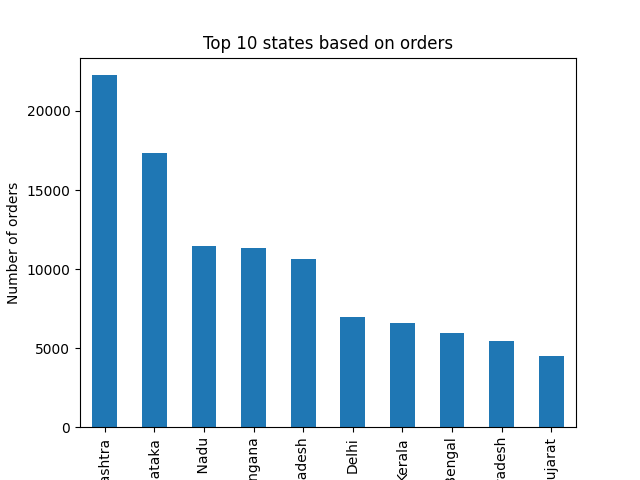 Top 10 states based on orders
Number of orders
20000
15000
10000
5000
0
ashtra
ataka
Nadu
ngana
adesh
Delhi
Kerala
Bengal
radesh
ujarat